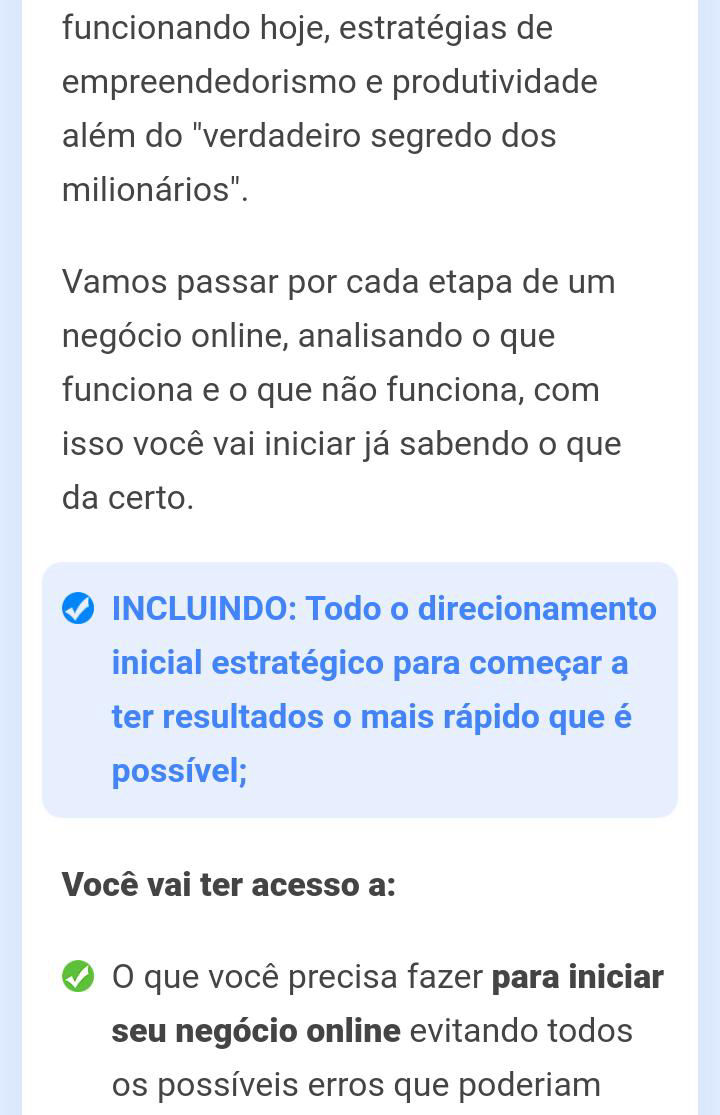 funcionando hoje, estratégias de
empreendedorismo e produtividade
além do "verdadeiro segredo dos
milionários".
Vamos passar por cada etapa de um
negócio online, analisando o que
funciona e o que não funciona, com
isso você vai iniciar já sabendo o que
da certo.
INCLUINDO: Todo o direcionamento
inicial estratégico para começar a
ter resultados o mais rápido que é
possível;
Você vai ter acesso a:
O que você precisa fazer para iniciar
seu negócio online evitando todos
os possíveis erros que poderiam